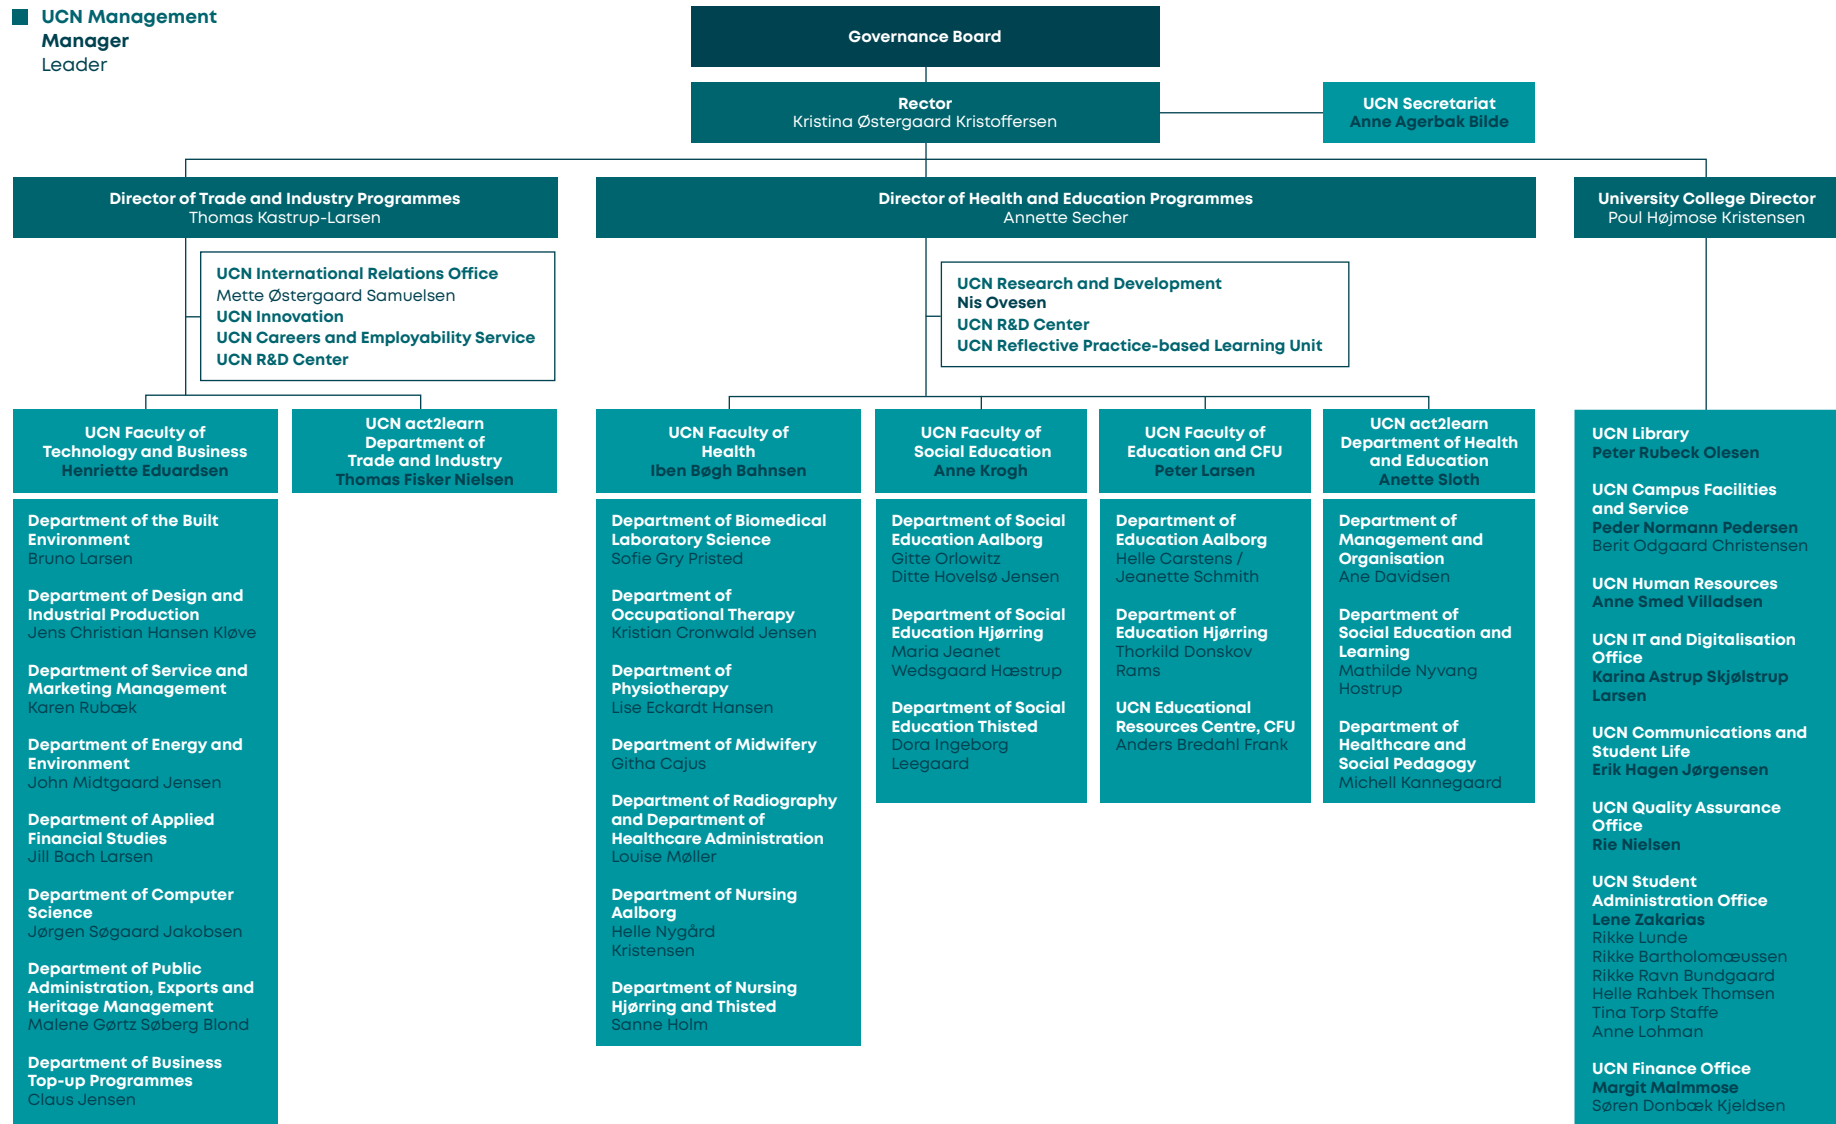 UCN Management
Manager
Leader
Governance Board
Rector
Kristina Østergaard Kristoffersen
UCN Secretariat
Anne Agerbak Bilde
Director of Trade and Industry Programmes
Thomas Kastrup-Larsen
Director of Health and Education Programmes
Annette Secher
University College Director
Poul Højmose Kristensen
UCN International Relations Office
Mette Østergaard Samuelsen
UCN Innovation
UCN Careers and Employability Service
UCN R&D Center
UCN Research and Development
Nis Ovesen
UCN R&D Center
UCN Reflective Practice-based Learning Unit
UCN Faculty of
Technology and Business
Henriette Eduardsen
UCN act2learn
Department of
Trade and Industry
Thomas Fisker Nielsen
UCN Faculty of
Health
Iben Bøgh Bahnsen
UCN Faculty of
Social Education
Anne Krogh
UCN Faculty of
Education and CFU
Peter Larsen
UCN act2learn
Department of Health
and Education
Anette Sloth
Department of the Built
Environment
Bruno Larsen
Department of Design and
Industrial Production
Jens Christian Hansen Kløve
Department of Service and
Marketing Management
Karen Rubæk
Department of Energy and
Environment
John Midtgaard Jensen
Department of Applied
Financial Studies
Jill Bach Larsen
Department of Computer
Science
Jørgen Søgaard Jakobsen
Department of Public
Administration, Exports and
Heritage Management
Malene Gørtz Søberg Blond
Department of Business
Top-up Programmes
Claus Jensen
Department of Biomedical
Laboratory Science
Sofie Gry Pristed
Department of
Occupational Therapy
Kristian Cronwald Jensen
Department of
Physiotherapy
Lise Eckardt Hansen
Department of Midwifery
Githa Cajus
Department of Radiography
and Department of
Healthcare Administration
Louise Møller
Department of Nursing
Aalborg
Helle Nygård
Kristensen
Department of Nursing
Hjørring and Thisted
Sanne Holm
Department of Social
Education Aalborg
Gitte Orlowitz
Ditte Hovelsø Jensen
Department of Social
Education Hjørring
Maria Jeanet
Wedsgaard Hæstrup
Department of Social
Education Thisted
Dora Ingeborg
Leegaard
Department of
Education Aalborg
Helle Carstens /
Jeanette Schmith
Department of
Education Hjørring
Thorkild Donskov
Rams
UCN Educational
Resources Centre, CFU
Anders Bredahl Frank
Department of
Management and
Organisation
Ane Davidsen
Department of
Social Education and
Learning
Mathilde Nyvang
Hostrup
Department of
Healthcare and
Social Pedagogy
Michell Kannegaard
UCN Library
Peter Rubeck Olesen
UCN Campus Facilities
and Service
Peder Normann Pedersen
Berit Odgaard Christensen
UCN Human Resources
Anne Smed Villadsen
UCN IT and Digitalisation
Office
Karina Astrup Skjølstrup
Larsen
UCN Communications and
Student Life
Erik Hagen Jørgensen
UCN Quality Assurance
Office
Rie Nielsen
UCN Student
Administration Office
Lene Zakarias
Rikke Lunde
Rikke Bartholomæussen
Rikke Ravn Bundgaard
Helle Rahbek Thomsen
Tina Torp Staffe
Anne Lohman
UCN Finance Office
Margit Malmmose
Søren Donbæk Kjeldsen